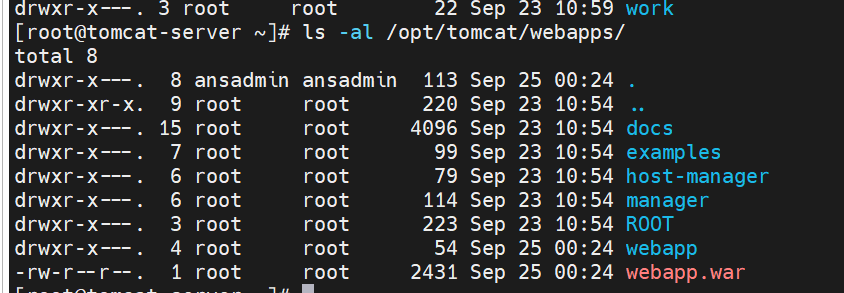 drwxr-x---. 3 root root 22 Sep 23 10:59 work
[root@tomcat-server ~]# ls -al /opt/tomcat/webapps/
total 8
drwxr-x---. 8 ansadmin ansadmin 113 Sep 25 00:24 .
drwxr-xr-x. 9 root root 220 Sep 23 10:54 ..
drwxr-x---. 15 root root 4096 Sep 23 10:54 docs
drwxr-x---. 7 root root 99 Sep 23 10:54 examples
drwxr-x---. 6 root root 79 Sep 23 10:54 host-manager
drwxr-x---. 6 root root 114 Sep 23 10:54 manager
drwxr-x---. 3 root root 223 Sep 23 10:54 ROOT
drwxr-x---. 4 root root 54 Sep 25 00:24 webapp
-rw-r--r--. 1 root root 2431 Sep 25 00:24 webapp.war
[root@tomcat-server ~]#